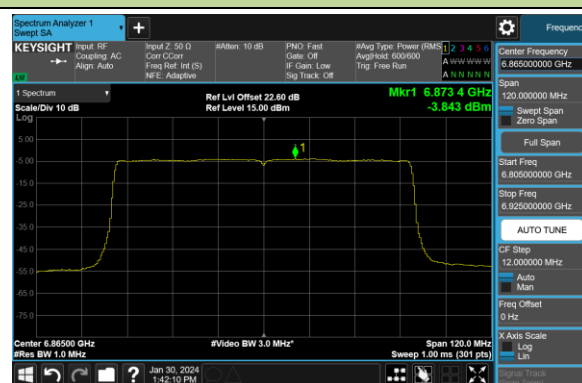 Spectrum Analyzer 1
Swept SA
+
Frequen
KEYSIGHT
Input: RF
Coupling: AC
Align: Auto
Input Z: 50 Ω
Corr CCorr
Freq Ref: Int (S)
NFE: Adaptive
#Atten: 10 dB
PNO: Fast
Gate: Off
IF Gain: Low
Sig Track: Off
#Avg Type: Power (RMS
Avg|Hold: 600/600
Trig: Free Run
1 2 3 4 5 6
A W W W W W
A N N N N N
1 Spectrum
Scale/Div 10 dB
Log
Ref Lvl Offset 22.60 dB
Ref Level 15.00 dBm
Mkr1 6.873 4 GHz
-3.843 dBm
1
5.00
-5.00
-15.0
-25.0
-35.0
-45.0
-55.0
-65.0
-75.0
Center 6.86500 GHz
#Res BW 1.0 MHz
#Video BW 3.0 MHz*
Span 120.0 MHz
Sweep 1.00 ms (301 pts)
Center Frequency
6.865000000 GHz
Span
120.000000 MHz
Swept Span
Zero Span
Full Span
Start Freq
6.805000000 GHz
Stop Freq
6.925000000 GHz
AUTO TUNE
CF Step
12.000000 MHz
Auto
Man
Freq Offset
0 Hz
X Axis Scale
Log
Lin
Signal Track
?
Jan 30, 2024
1:42:10 PM